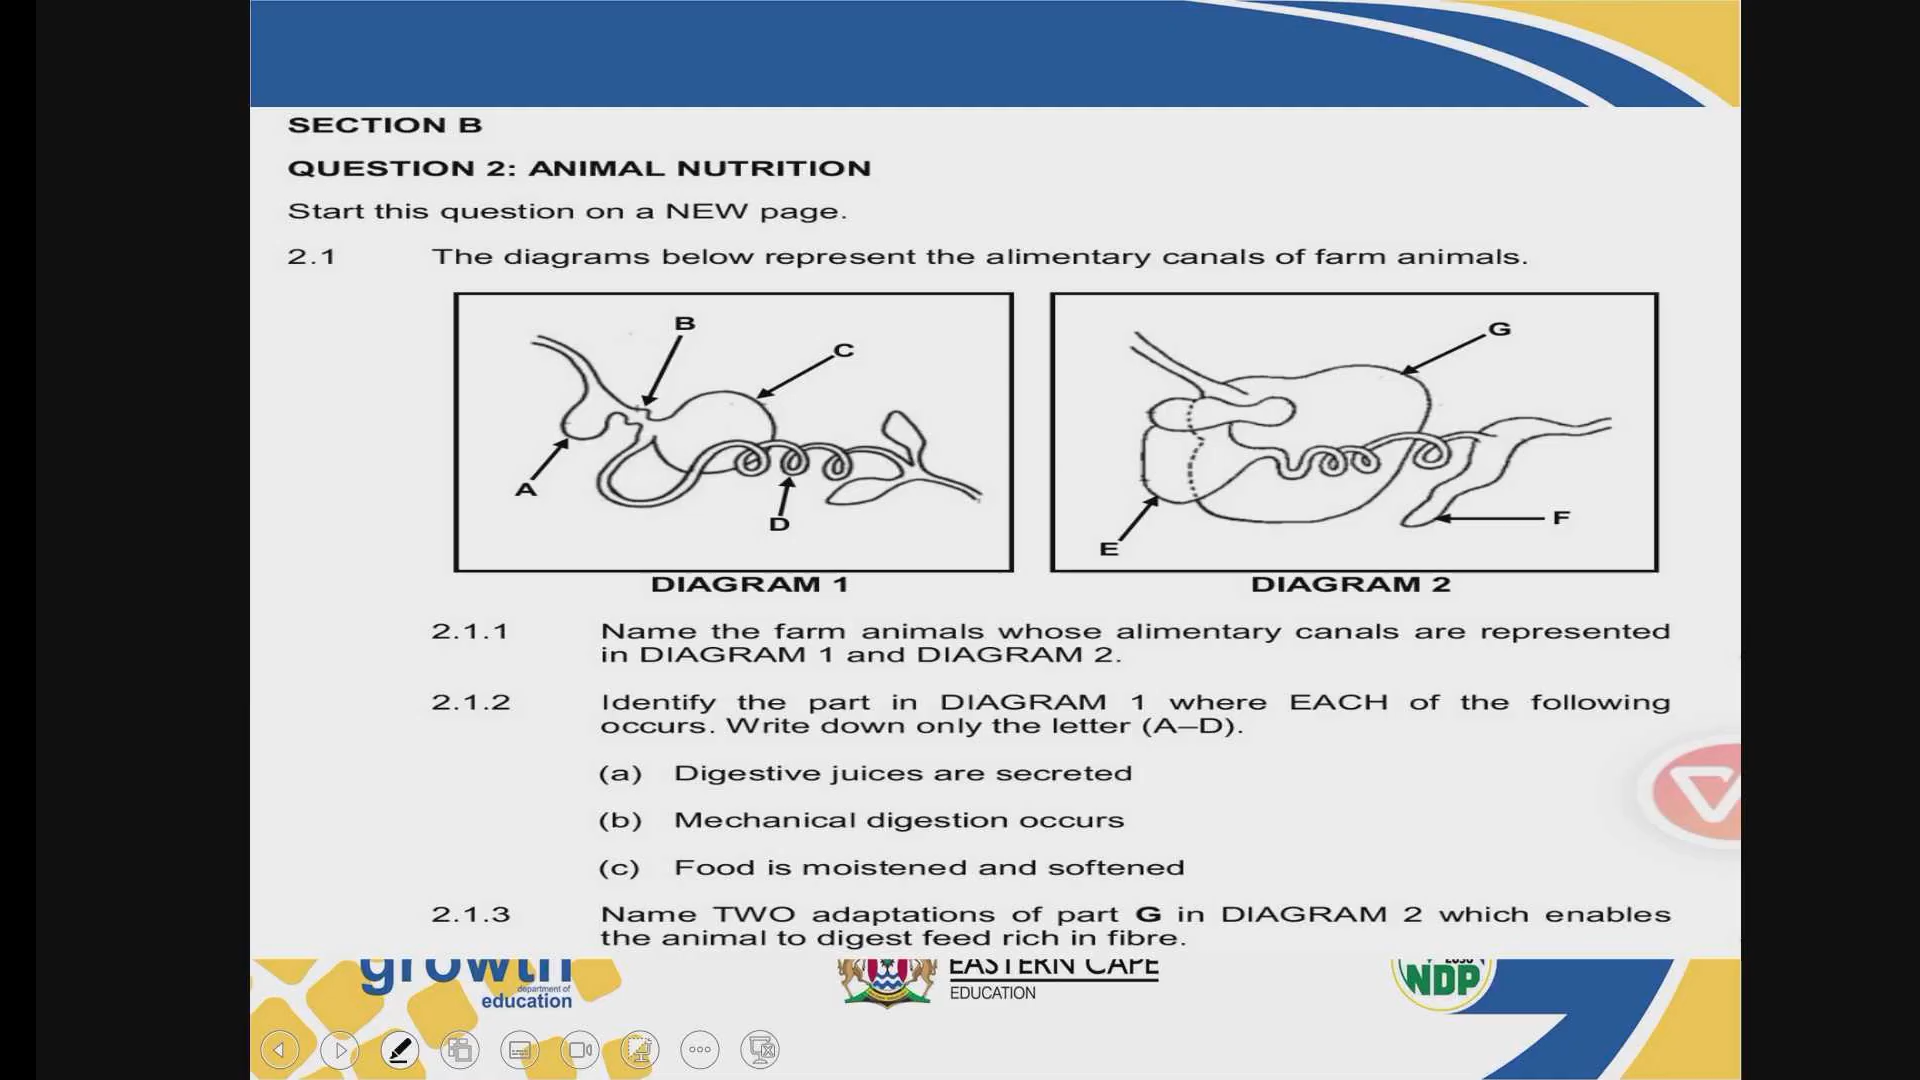 SECTION B
QUESTION 2: ANIMAL NUTRITION
Start this question on a NEW page.
2.1 The diagrams below represent the alimentary canals of farm animals.
B
C
A
D
G
E
F
DIAGRAM 1
DIAGRAM 2
2.1.1 Name the farm animals whose alimentary canals are represented
in DIAGRAM 1 and DIAGRAM 2.
2.1.2 Identify the part in DIAGRAM 1 where EACH of the following
occurs. Write down only the letter (A–D).
(a) Digestive juices are secreted
(b) Mechanical digestion occurs
(c) Food is moistened and softened
2.1.3 Name TWO adaptations of part G in DIAGRAM 2 which enables
the animal to digest feed rich in fibre.
growth
department of
education
EASTERN CAPE
EDUCATION
NDP